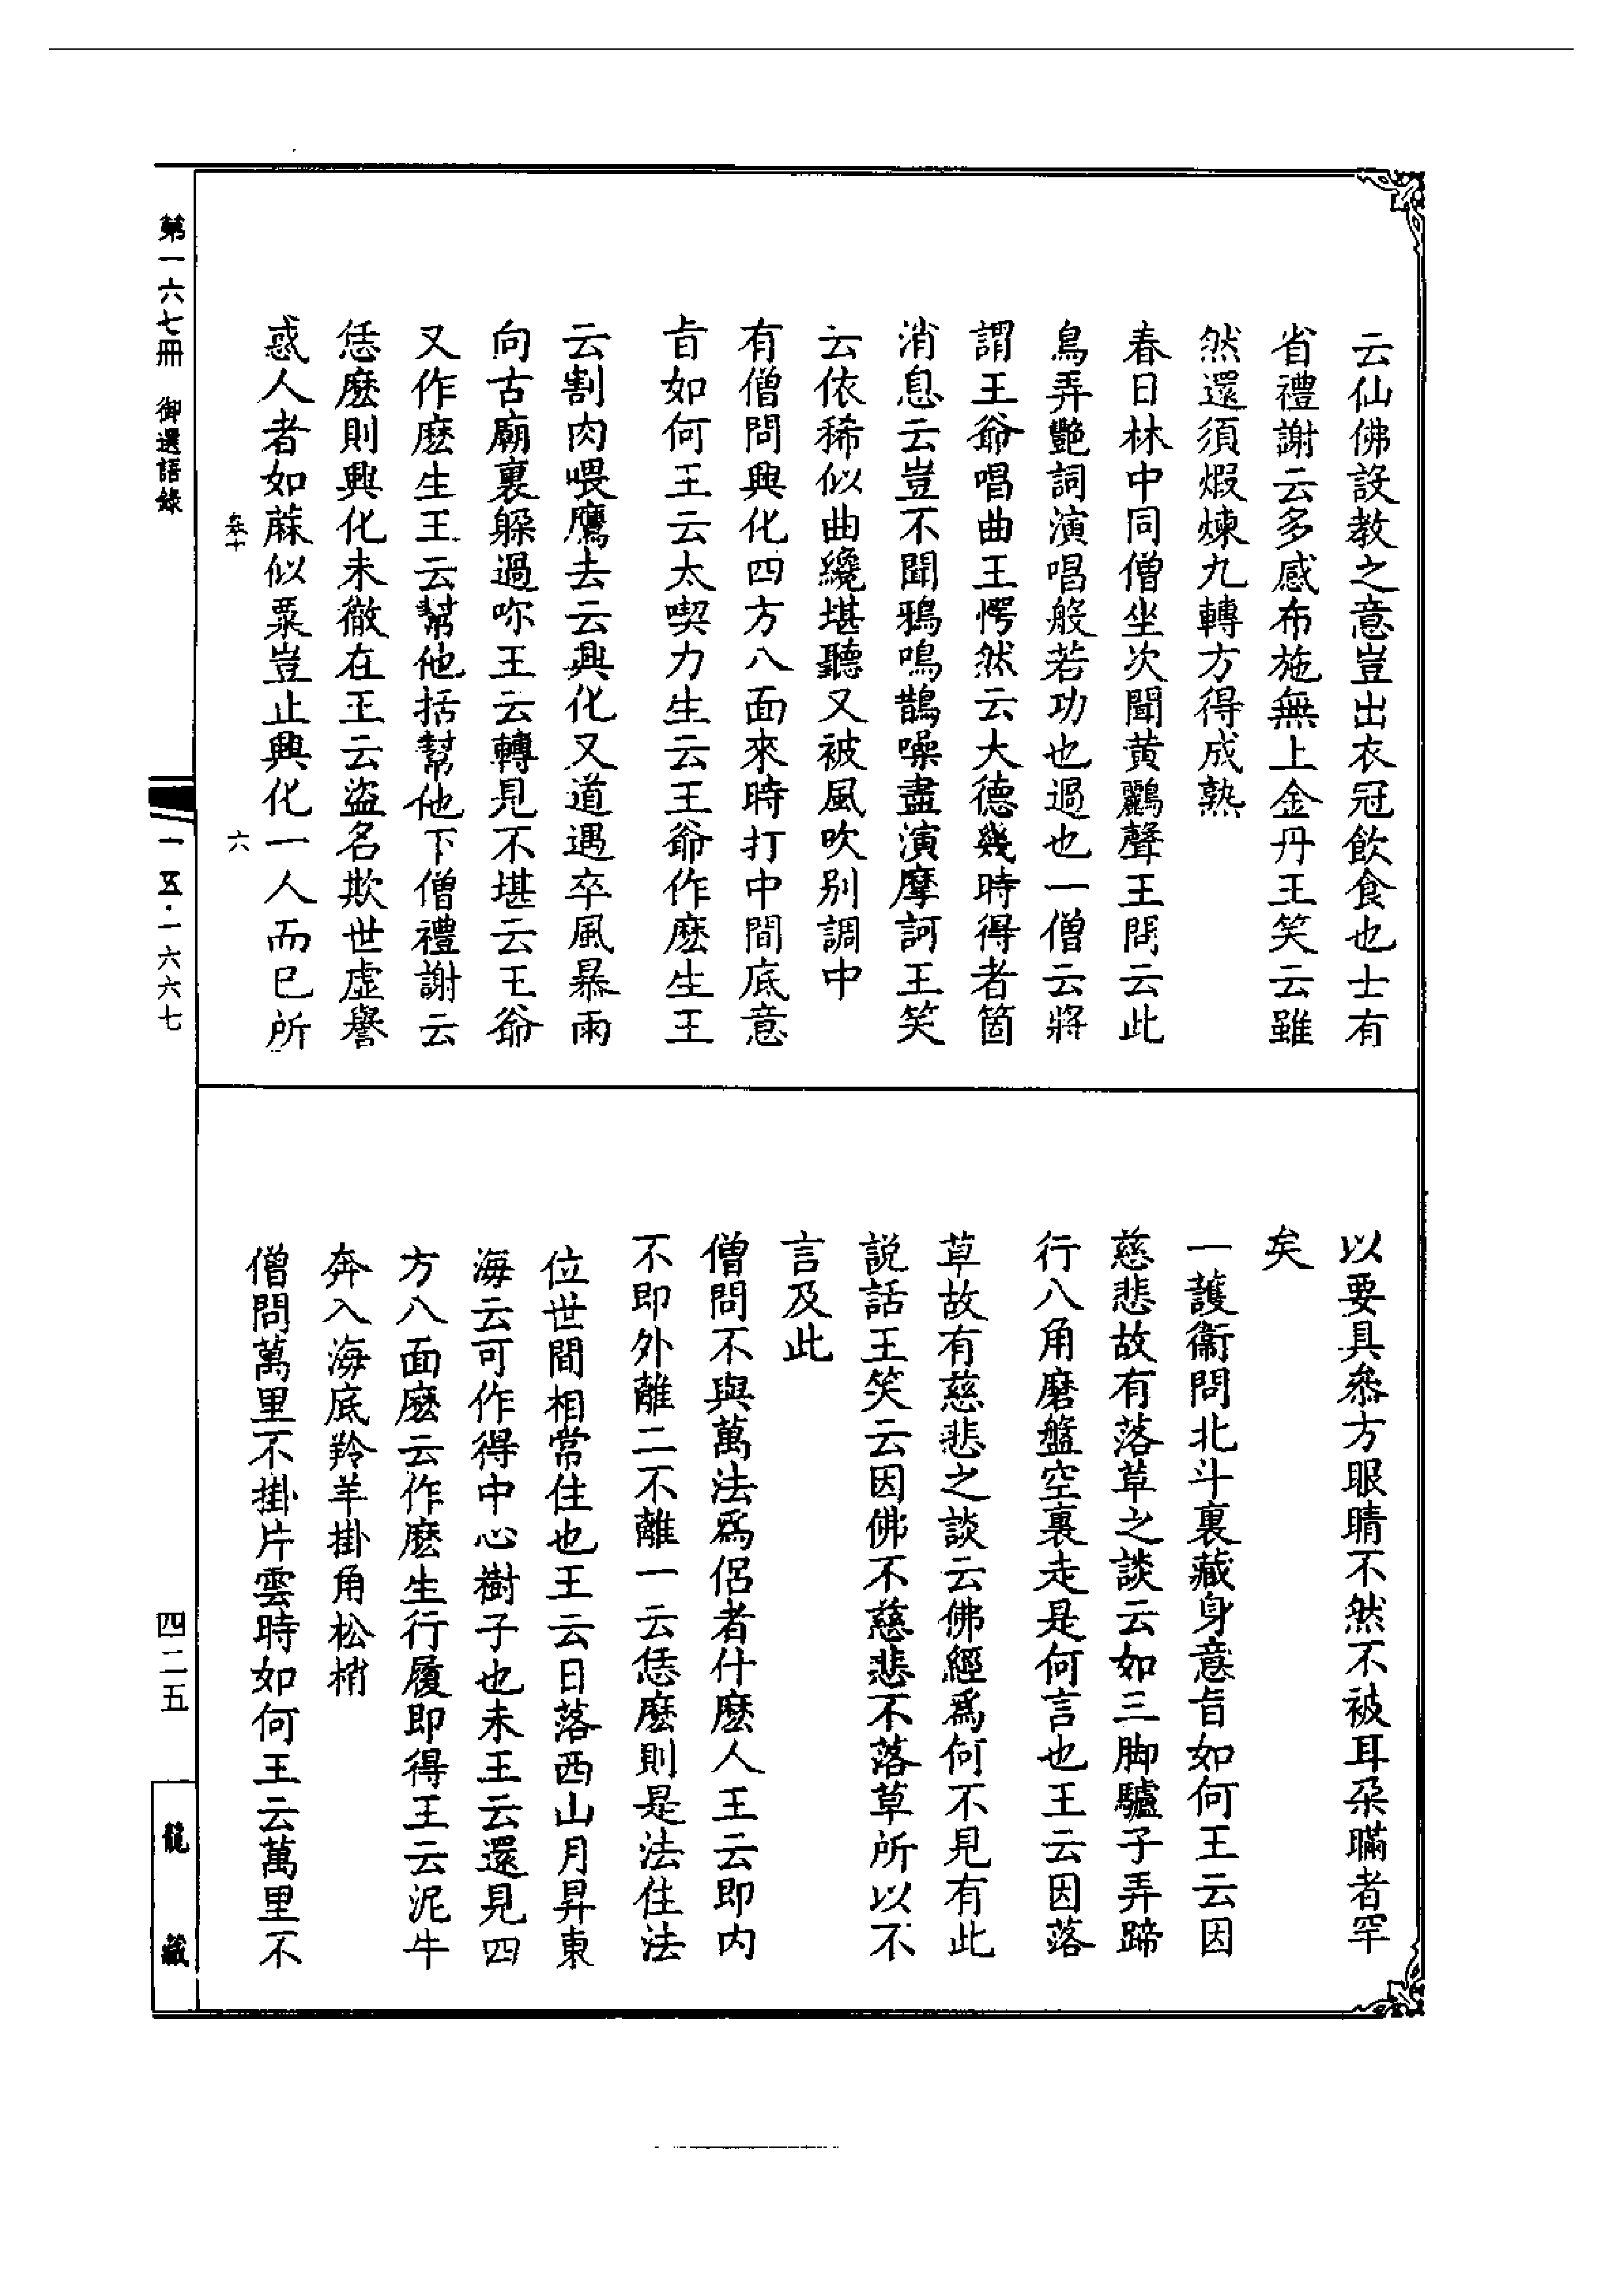 云仙佛設教之意豈出衣冠飲食也士有
省禮謝云多感布施無上金丹王笑云雖
然還須煆煉九轉方得成熟
春日林中同僧坐次聞黄鸝聲王問云此
鳥弄艷詞演唱般若功也過也一僧云將
謂王爺唱曲王愕然云大德幾時得者箇
消息云豈不聞鴉鳴鵲噪盡演摩訶王笑
云依稀似曲纔堪聽又被風吹別調中
有僧問興化四方八面來時打中間底意
旨如何王云太喫力生云王爺作麽生王
云割肉喂鷹去云興化又道遇卒風暴雨
向古廟裏躲過吥王云轉見不堪云王爺
又作麽生王云幫他括幫他下僧禮謝云
恁麽則興化未徹在王云盜名欺世虛譽
惑人者如蔴似粟豈止興化一人而已所
卷十
六
以要具叅方眼睛不然不被耳朶瞞者罕
矣
一護衞問北斗裏藏身意旨如何王云因
慈悲故有落草之談云如三脚驢子弄蹄
行八角磨盤空裏走是何言也王云因落
草故有慈悲之談云佛經爲何不見有此
説話王笑云因佛不慈悲不落草所以不
言及此
僧問不與萬法爲侶者什麽人王云即内
不即外離二不離一云恁麽則是法住法
位世間相常住也王云日落西山月昇東
海云可作得中心樹子也未王云還見四
方八面麽云作麽生行履即得王云泥牛
奔入海底羚羊掛角松梢
僧問萬里不掛片雲時如何王云萬里不
第一六七冊　御選語錄
一五·一六六七
四二五
龍藏